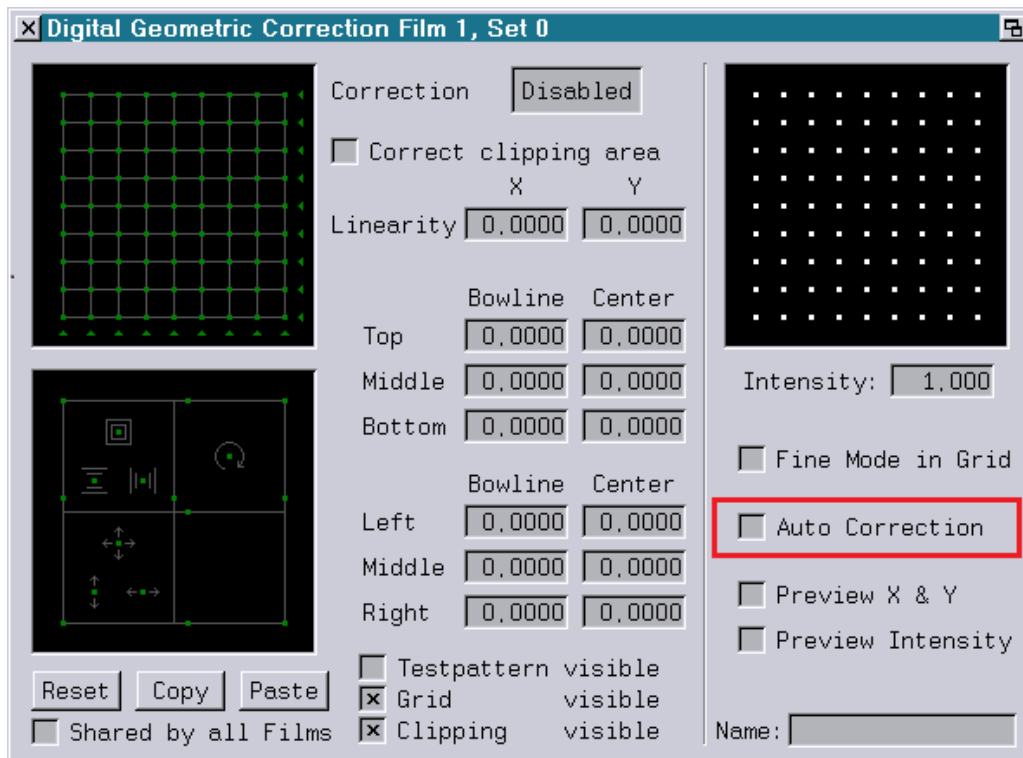 Digital Geometric Correction Film 1, Set 0
Correction Disabled
Correct clipping area
X Y
Linearity 0,0000 0,0000
Bowline Center
Top 0,0000 0,0000
Middle 0,0000 0,0000
Bottom 0,0000 0,0000
Bowline Center
Left 0,0000 0,0000
Middle 0,0000 0,0000
Right 0,0000 0,0000
Testpattern visible
Grid visible
Clipping visible
Reset Copy Paste
Shared by all Films
Intensity: 1,000
Fine Mode in Grid
Auto Correction
Preview X & Y
Preview Intensity
Name: